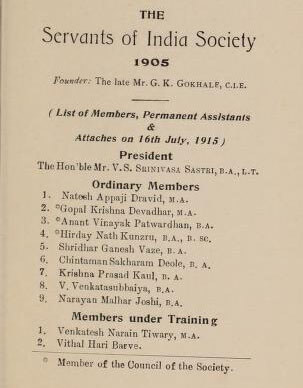 THE
Servants of India Society
1905
Founder: The late Mr. G. K. GOKHALE, C.I.E.
( List of Members, Permanent Assistants
&
Attaches on 16th July, 1915 )
President
The Hon'ble Mr. V. S. SRINIVASA SASTRI, B.A., L.T.
Ordinary Members
1. Natesh Appaji Dravid, M.A.
2. °Gopal Krishna Devadhar, M.A.
3. °Anant Vinayak Patwardhan, B.A.
4. °Hirday Nath Kunzru, B.A., B. SC.
5. Shridhar Ganesh Vaze, B.A.
6. Chintaman Sakharam Deole, B. A.
7. Krishna Prasad Kaul, B. A.
8. V. Venkatasubbaiya, B.A.
9. Narayan Malhar Joshi, B.A.
Members under Training
1. Venkatesh Narain Tiwary, M.A.
2. Vithal Hari Barve.
° Member of the Council of the Society.